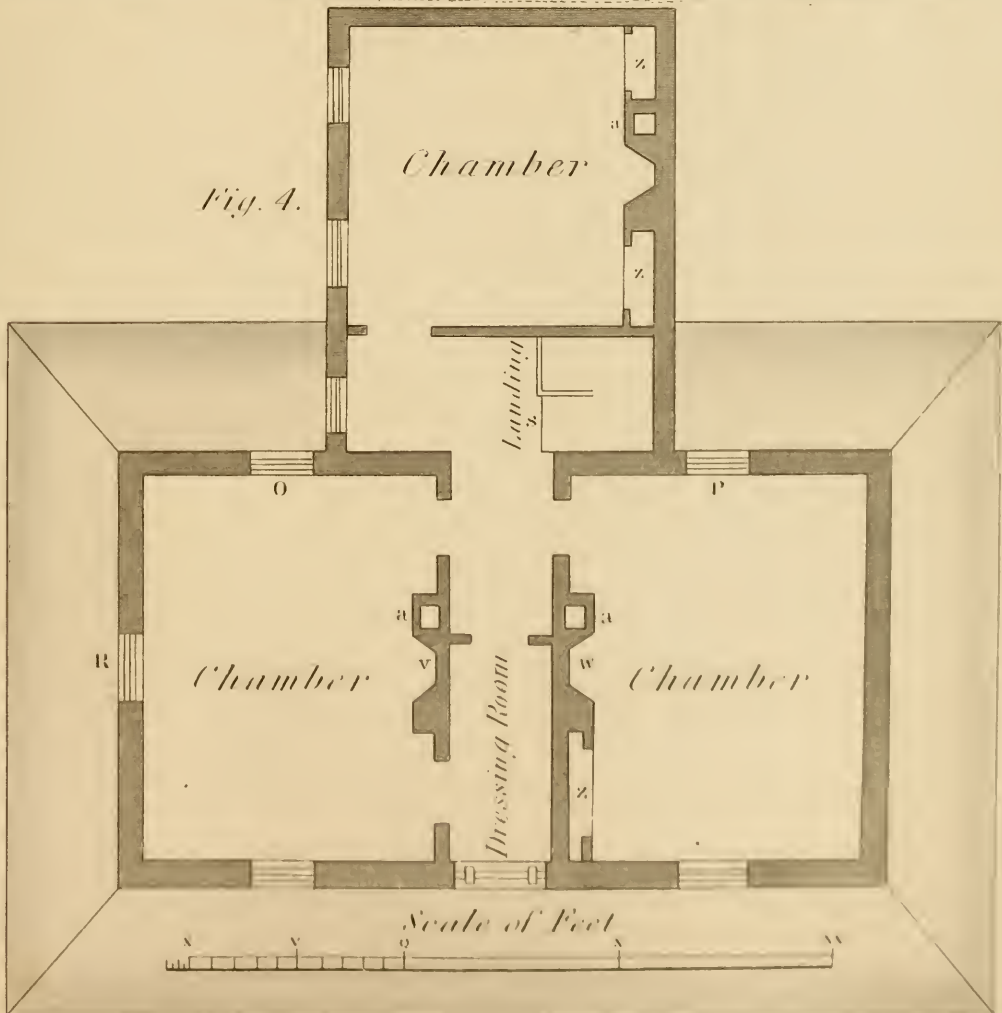 z
a
Chamber
Fig. 4.
z
Landing
z
O
P
a
a
R
v
w
Chamber
Chamber
Dressing Room
z
Scale of Feet